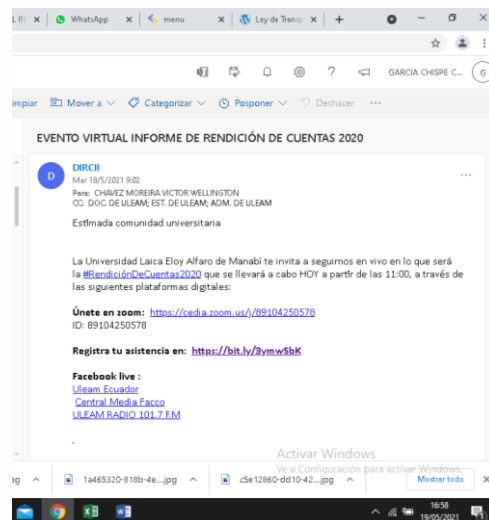 WhatsApp x menu x Ley de Transp x +
GARCIA CHISPE C... G
impiar Mover a Categorizar Posponer Deshacer ...
EVENTO VIRTUAL INFORME DE RENDICIÓN DE CUENTAS 2020
D DIRCII ...
Mar 18/5/2021 9:02
Para: CHAVEZ MOREIRA VICTOR WELLINGTON
CC: DOC. DE ULEAM; EST. DE ULEAM; ADM. DE ULEAM
Estimada comunidad universitaria
La Universidad Laica Eloy Alfaro de Manabí te invita a seguirnos en vivo en lo que será
la #RendiciónDeCuentas2020 que se llevará a cabo HOY a partir de las 11:00, a través de
las siguientes plataformas digitales:
Únete en zoom: https://cedia.zoom.us/j/89104250578
ID: 89104250578
Registra tu asistencia en: https://bit.ly/3ymwSbK
Facebook live :
Uleam Ecuador
Central Media Facco
ULEAM RADIO 101.7 F.M
.
Activar Windows
Ve a Configuración para activar Windows.
1a465320-818b-4e....jpg c5e12860-dd10-42....jpg Mostrar todo X
16:58
19/05/2021